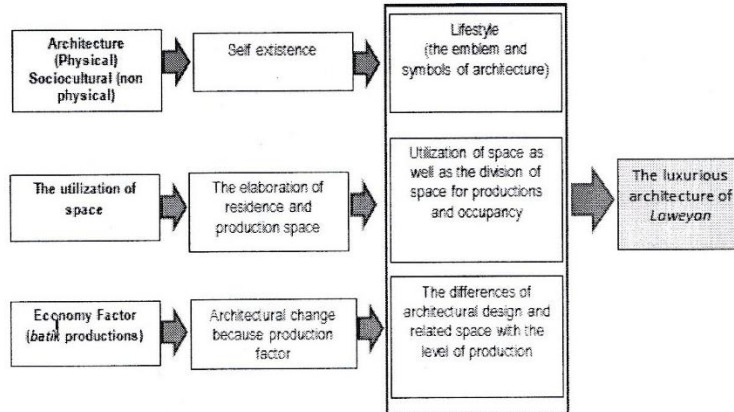 Architecture
(Physical)
Sociocultural (non
physical)
Self existence
Lifestyle
(the emblem and
symbols of architecture)
The utilization of
space
The elaboration of
residence and
production space
Utilization of space as
well as the division of
space for productions
and occupancy
The luxurious
architecture of
Laweyan
Economy Factor
(batik productions)
Architectural change
because production
factor
The differences of
architectural design and
related space with the
level of production